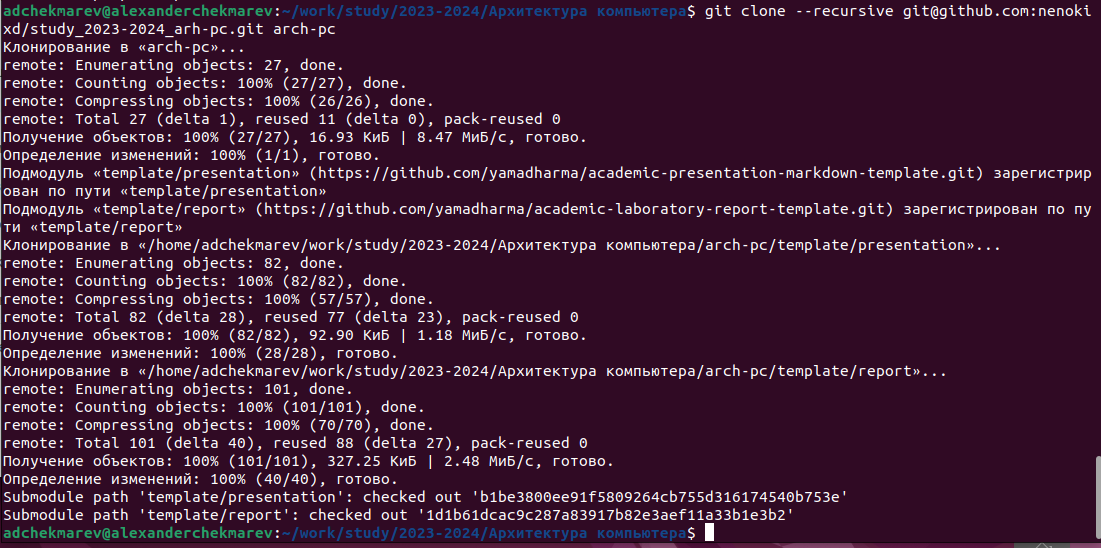 adchekmarev@alexanderchekmarev:~/work/study/2023-2024/Архитектура компьютера$ git clone --recursive git@github.com:nenoki
xd/study_2023-2024_arh-pc.git arch-pc
Клонирование в «arch-pc»...
remote: Enumerating objects: 27, done.
remote: Counting objects: 100% (27/27), done.
remote: Compressing objects: 100% (26/26), done.
remote: Total 27 (delta 1), reused 11 (delta 0), pack-reused 0
Получение объектов: 100% (27/27), 16.93 КиБ | 8.47 МиБ/с, готово.
Определение изменений: 100% (1/1), готово.
Подмодуль «template/presentation» (https://github.com/yamadharma/academic-presentation-markdown-template.git) зарегистрир
ован по пути «template/presentation»
Подмодуль «template/report» (https://github.com/yamadharma/academic-laboratory-report-template.git) зарегистрирован по пу
ти «template/report»
Клонирование в «/home/adchekmarev/work/study/2023-2024/Архитектура компьютера/arch-pc/template/presentation»...
remote: Enumerating objects: 82, done.
remote: Counting objects: 100% (82/82), done.
remote: Compressing objects: 100% (57/57), done.
remote: Total 82 (delta 28), reused 77 (delta 23), pack-reused 0
Получение объектов: 100% (82/82), 92.90 КиБ | 1.18 МиБ/с, готово.
Определение изменений: 100% (28/28), готово.
Клонирование в «/home/adchekmarev/work/study/2023-2024/Архитектура компьютера/arch-pc/template/report»...
remote: Enumerating objects: 101, done.
remote: Counting objects: 100% (101/101), done.
remote: Compressing objects: 100% (70/70), done.
remote: Total 101 (delta 40), reused 88 (delta 27), pack-reused 0
Получение объектов: 100% (101/101), 327.25 КиБ | 2.48 МиБ/с, готово.
Определение изменений: 100% (40/40), готово.
Submodule path 'template/presentation': checked out 'b1be3800ee91f5809264cb755d316174540b753e'
Submodule path 'template/report': checked out '1d1b61dcac9c287a83917b82e3aef11a33b1e3b2'
adchekmarev@alexanderchekmarev:~/work/study/2023-2024/Архитектура компьютера$